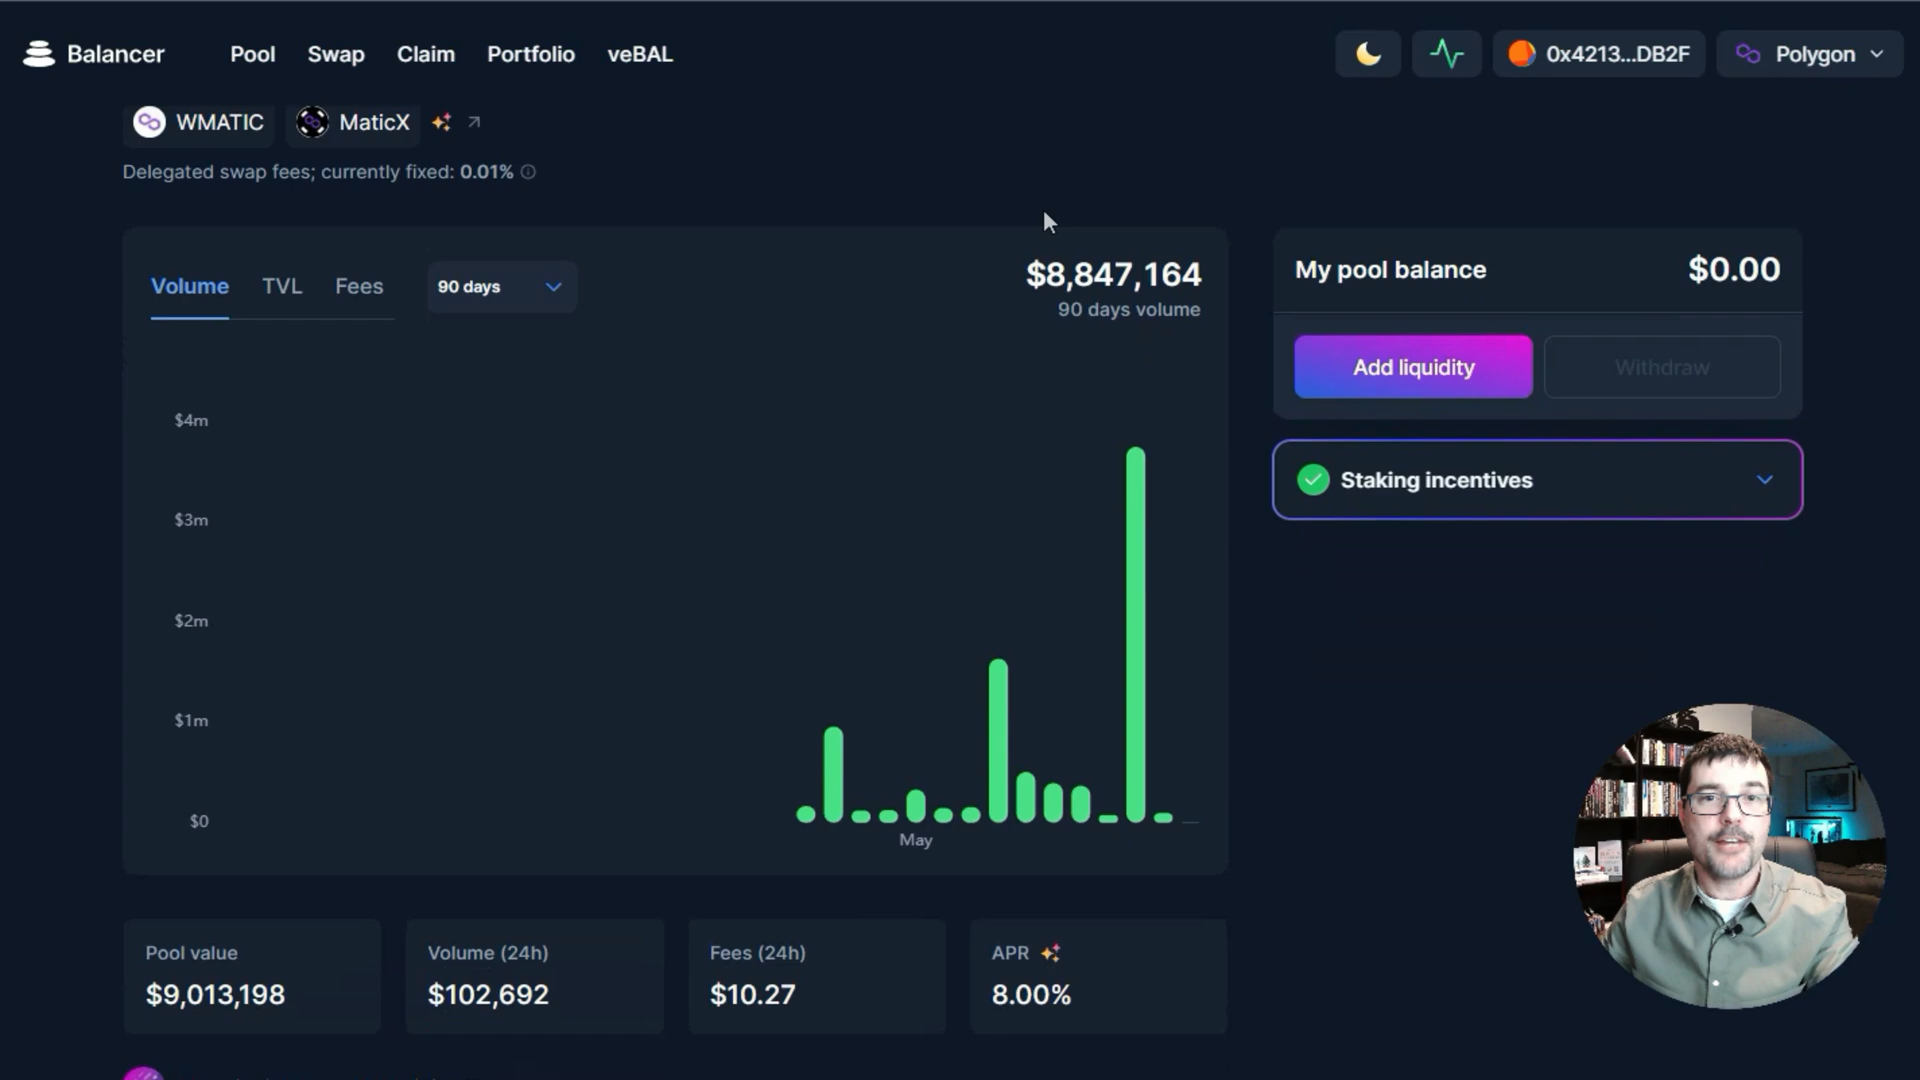 Balancer
Pool
Swap
Claim
Portfolio
veBAL
0x4213...DB2F
Polygon
WMATIC
MaticX
Delegated swap fees; currently fixed: 0.01%
Volume
TVL
Fees
90 days
$8,847,164
90 days volume
My pool balance
$0.00
Add liquidity
Withdraw
Staking incentives
$4m
$3m
$2m
$1m
$0
May
Pool value
$9,013,198
Volume (24h)
$102,692
Fees (24h)
$10.27
APR
8.00%